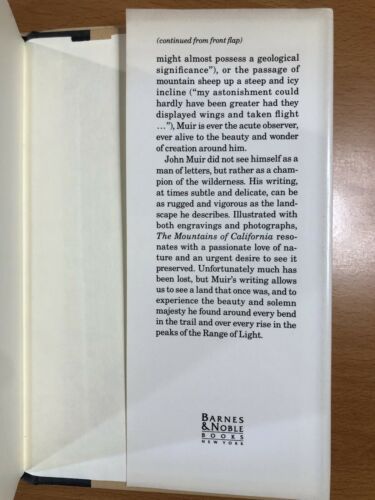 (continued from front flap)
might almost possess a geological
significance"), or the passage of
mountain sheep up a steep and icy
incline ("my astonishment could
hardly have been greater had they
displayed wings and taken flight
..."), Muir is ever the acute observer,
ever alive to the beauty and wonder
of creation around him.
John Muir did not see himself as a
man of letters, but rather as a cham-
pion of the wilderness. His writing,
at times subtle and delicate, can be
as rugged and vigorous as the land-
scape he describes. Illustrated with
both engravings and photographs,
The Mountains of California reso-
nates with a passionate love of na-
ture and an urgent desire to see it
preserved. Unfortunately much has
been lost, but Muir's writing allows
us to see a land that once was, and to
experience the beauty and solemn
majesty he found around every bend
in the trail and over every rise in the
peaks of the Range of Light.
BARNES
& NOBLE
BOOKS
NEW YORK